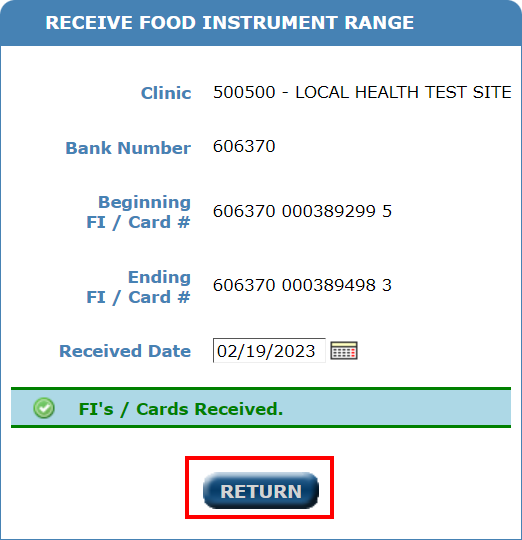 RECEIVE FOOD INSTRUMENT RANGE
Clinic 500500 - LOCAL HEALTH TEST SITE
Bank Number 606370
Beginning
FI / Card # 606370 000389299 5
Ending
FI / Card # 606370 000389498 3
Received Date 02/19/2023
FI's / Cards Received.
RETURN